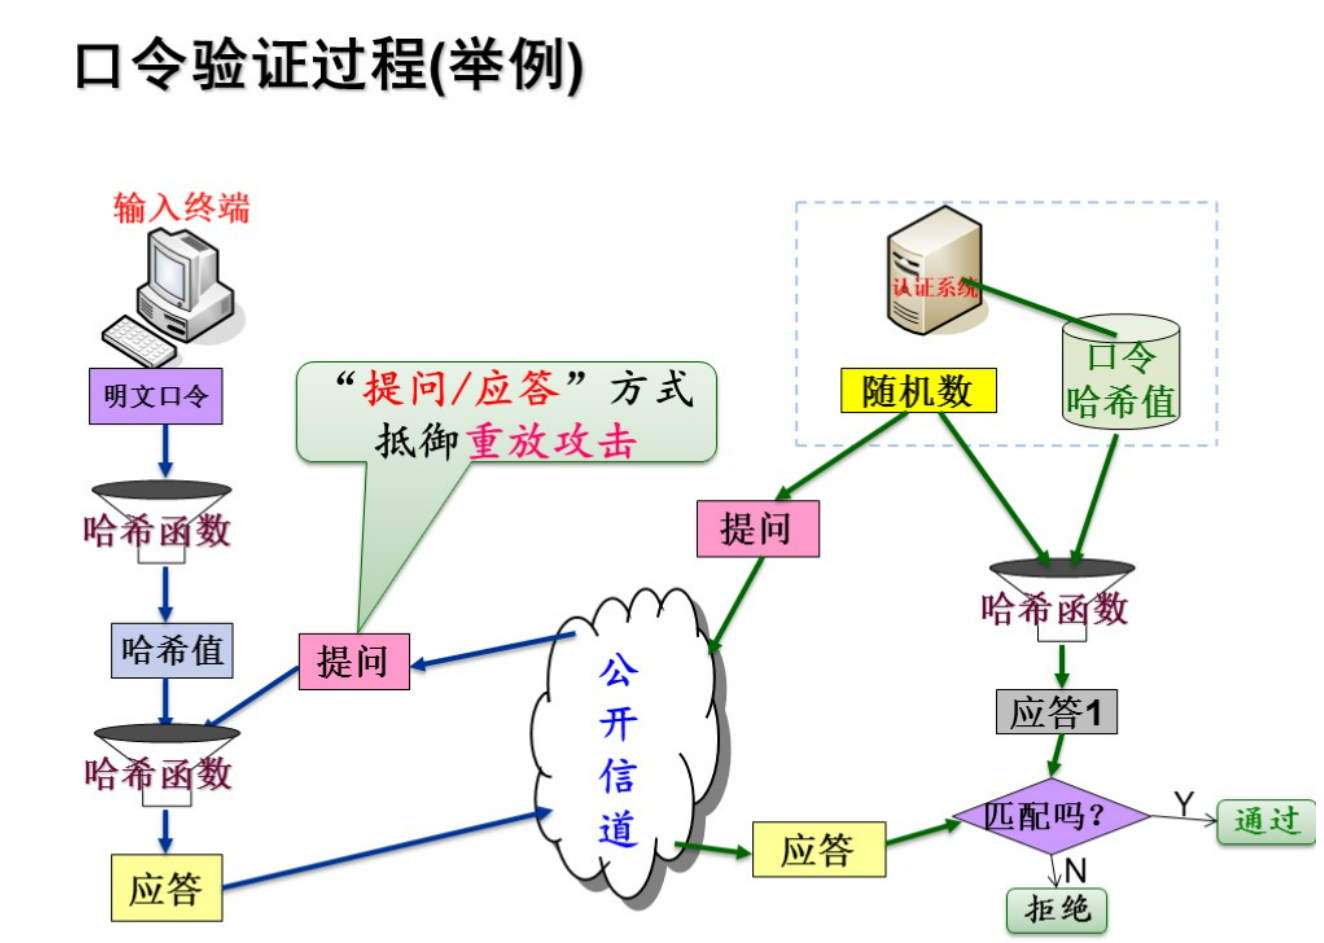 口令验证过程(举例)
输入终端
认证系统
明文口令
“提问/应答”方式
抵御重放攻击
随机数
口令
哈希值
哈希函数
提问
哈希函数
哈希值
提问
公
开
信
道
应答1
哈希函数
匹配吗？
Y
通过
应答
应答
N
拒绝